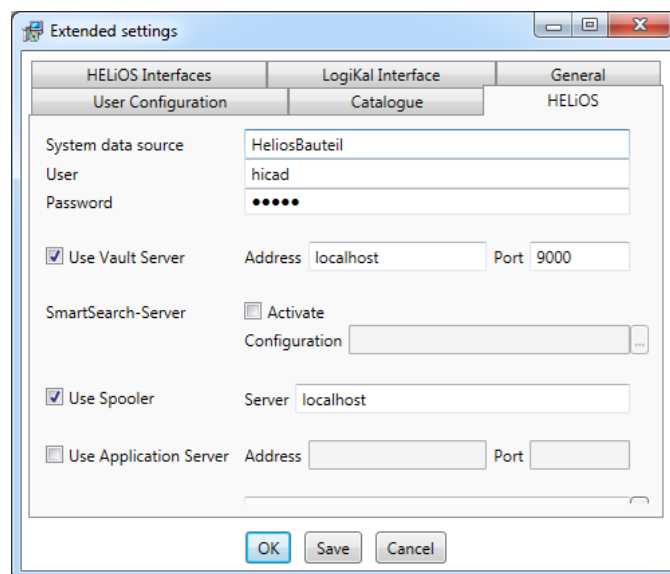 Extended settings
HELiOS Interfaces LogiKal Interface General
User Configuration Catalogue HELiOS
System data source HeliosBauteil
User hicad
Password •••••
Use Vault Server Address localhost Port 9000
SmartSearch-Server Activate
Configuration ...
Use Spooler Server localhost
Use Application Server Address Port
OK Save Cancel